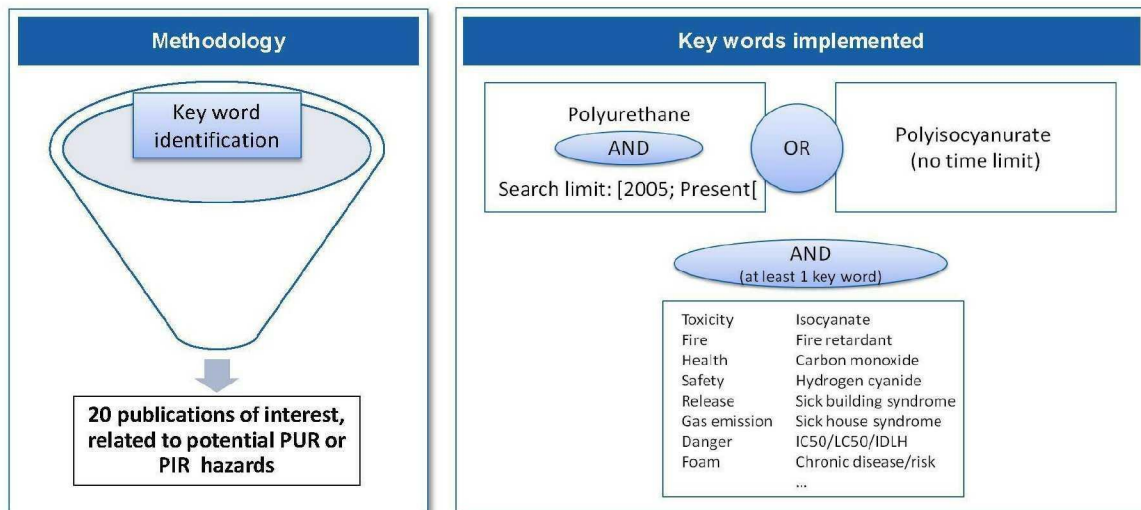 Methodology
Key word
identification
20 publications of interest,
related to potential PUR or
PIR hazards
Key words implemented
Polyurethane
AND
Search limit: [2005; Present[
OR
Polyisocyanurate
(no time limit)
AND
(at least 1 key word)
Toxicity Isocyanate
Fire Fire retardant
Health Carbon monoxide
Safety Hydrogen cyanide
Release Sick building syndrome
Gas emission Sick house syndrome
Danger IC50/LC50/IDLH
Foam Chronic disease/risk
...